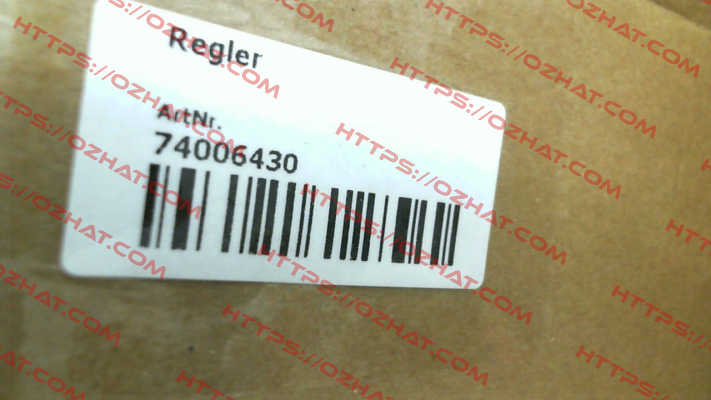 Regler
ArtNr.
74006430
HTTPS://OZHAT.COM